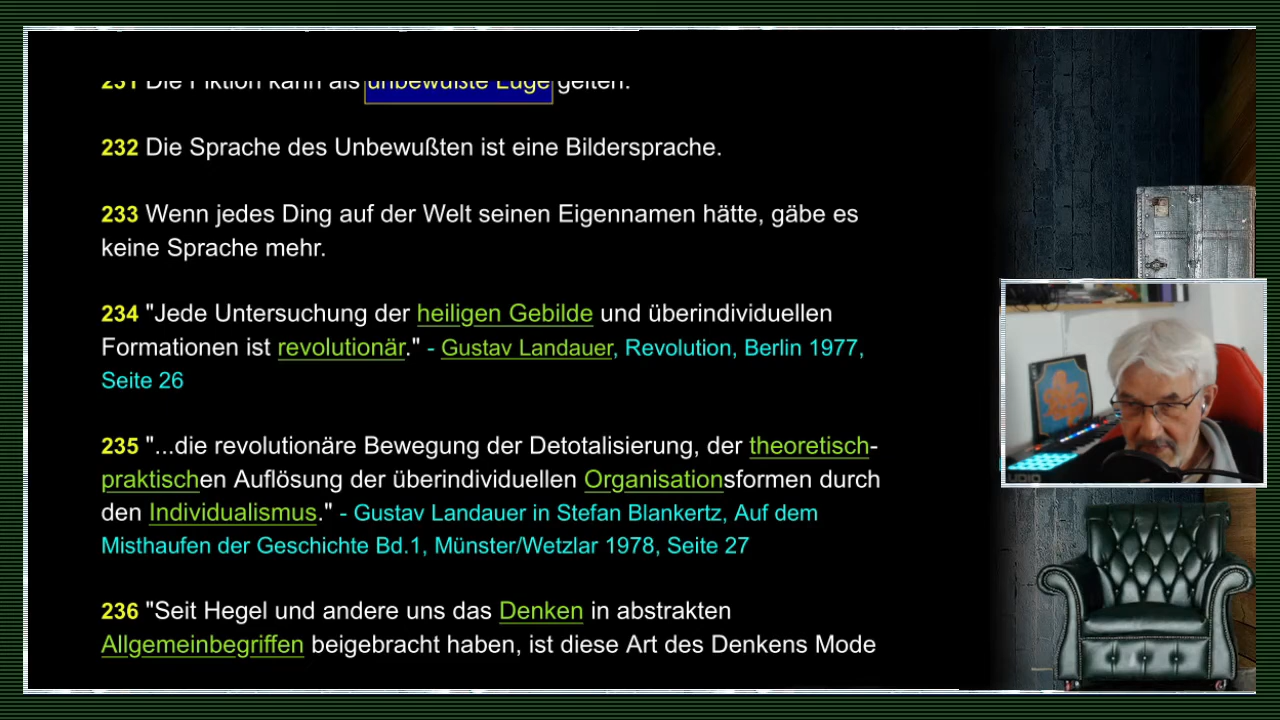 231 Die Fiktion kann als unbewußte Lüge gelten.
232 Die Sprache des Unbewußten ist eine Bildersprache.
233 Wenn jedes Ding auf der Welt seinen Eigennamen hätte, gäbe es
keine Sprache mehr.
234 "Jede Untersuchung der heiligen Gebilde und überindividuellen
Formationen ist revolutionär." - Gustav Landauer, Revolution, Berlin 1977,
Seite 26
235 "...die revolutionäre Bewegung der Detotalisierung, der theoretisch-
praktischen Auflösung der überindividuellen Organisationsformen durch
den Individualismus." - Gustav Landauer in Stefan Blankertz, Auf dem
Misthaufen der Geschichte Bd.1, Münster/Wetzlar 1978, Seite 27
236 "Seit Hegel und andere uns das Denken in abstrakten
Allgemeinbegriffen beigebracht haben, ist diese Art des Denkens Mode